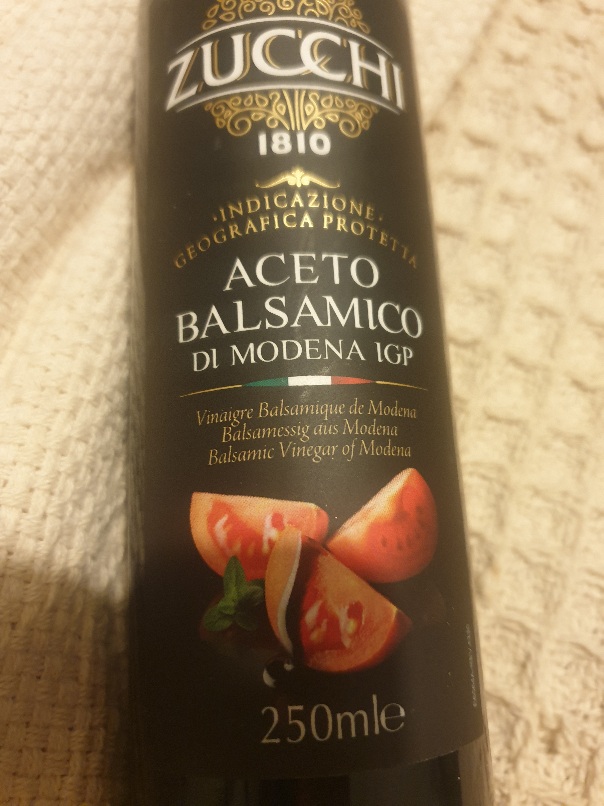 ZUCCHI
1810
·INDICAZIONE·
GEOGRAFICA PROTETTA
ACETO
BALSAMICO
DI MODENA IGP
Vinaigre Balsamique de Modena
Balsamessig aus Modena
Balsamic Vinegar of Modena
250ml℮